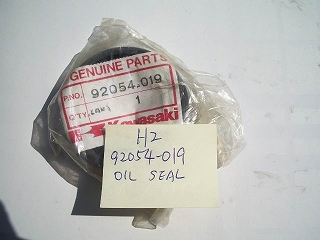 GENUINE PARTS
P.NO. 92054-019
Q'TY. 1
Kawasaki
H2
92054-019
OIL SEAL